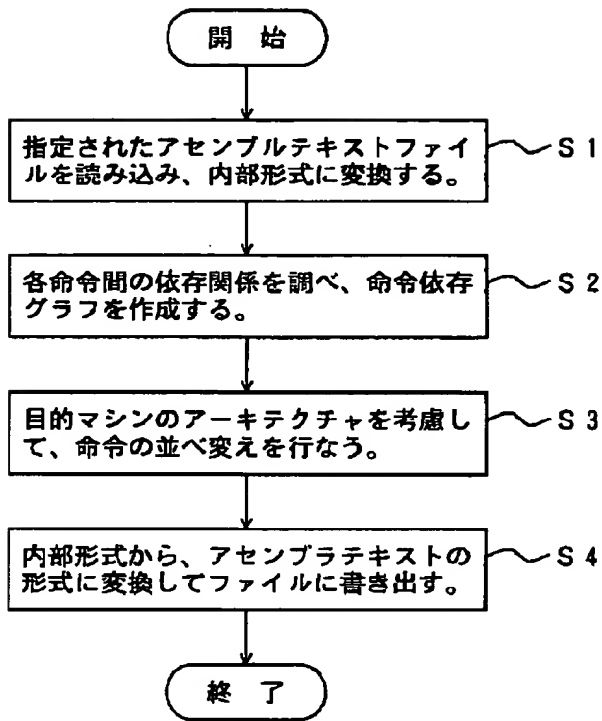 開 始
指定されたアセンブルテキストファイ
ルを読み込み、内部形式に変換する。
S 1
各命令間の依存関係を調べ、命令依存
グラフを作成する。
S 2
目的マシンのアーキテクチャを考慮し
て、命令の並べ変えを行なう。
S 3
内部形式から、アセンブラテキストの
形式に変換してファイルに書き出す。
S 4
終 了